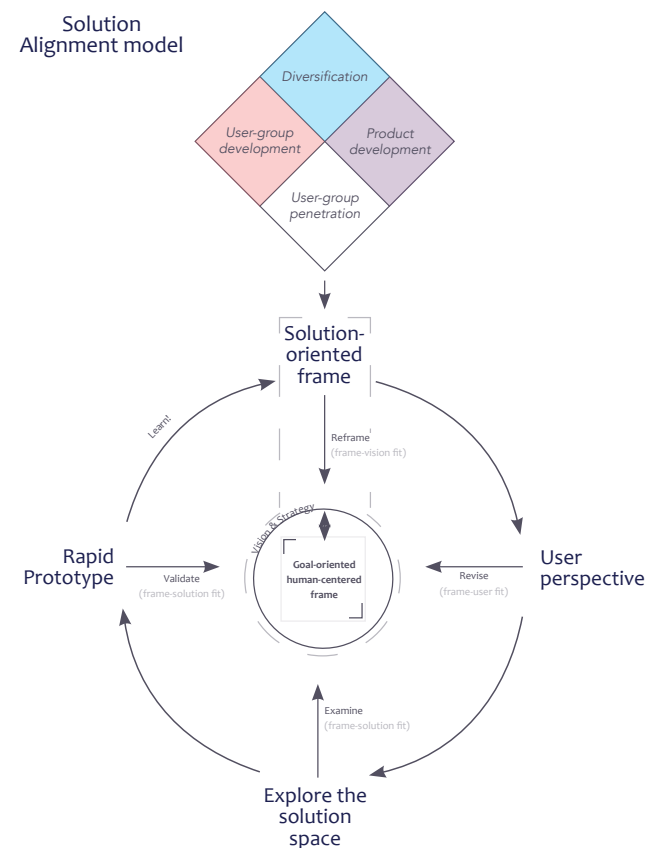 Solution
Alignment model
Diversification
User-group
development
Product
development
User-group
penetration
Solution-
oriented
frame
Learn!
Reframe
(frame-vision fit)
Vision & Strategy
Goal-oriented
human-centered
frame
Rapid
Prototype
Validate
(frame-solution fit)
Revise
(frame-user fit)
User
perspective
Examine
(frame-solution fit)
Explore the
solution
space